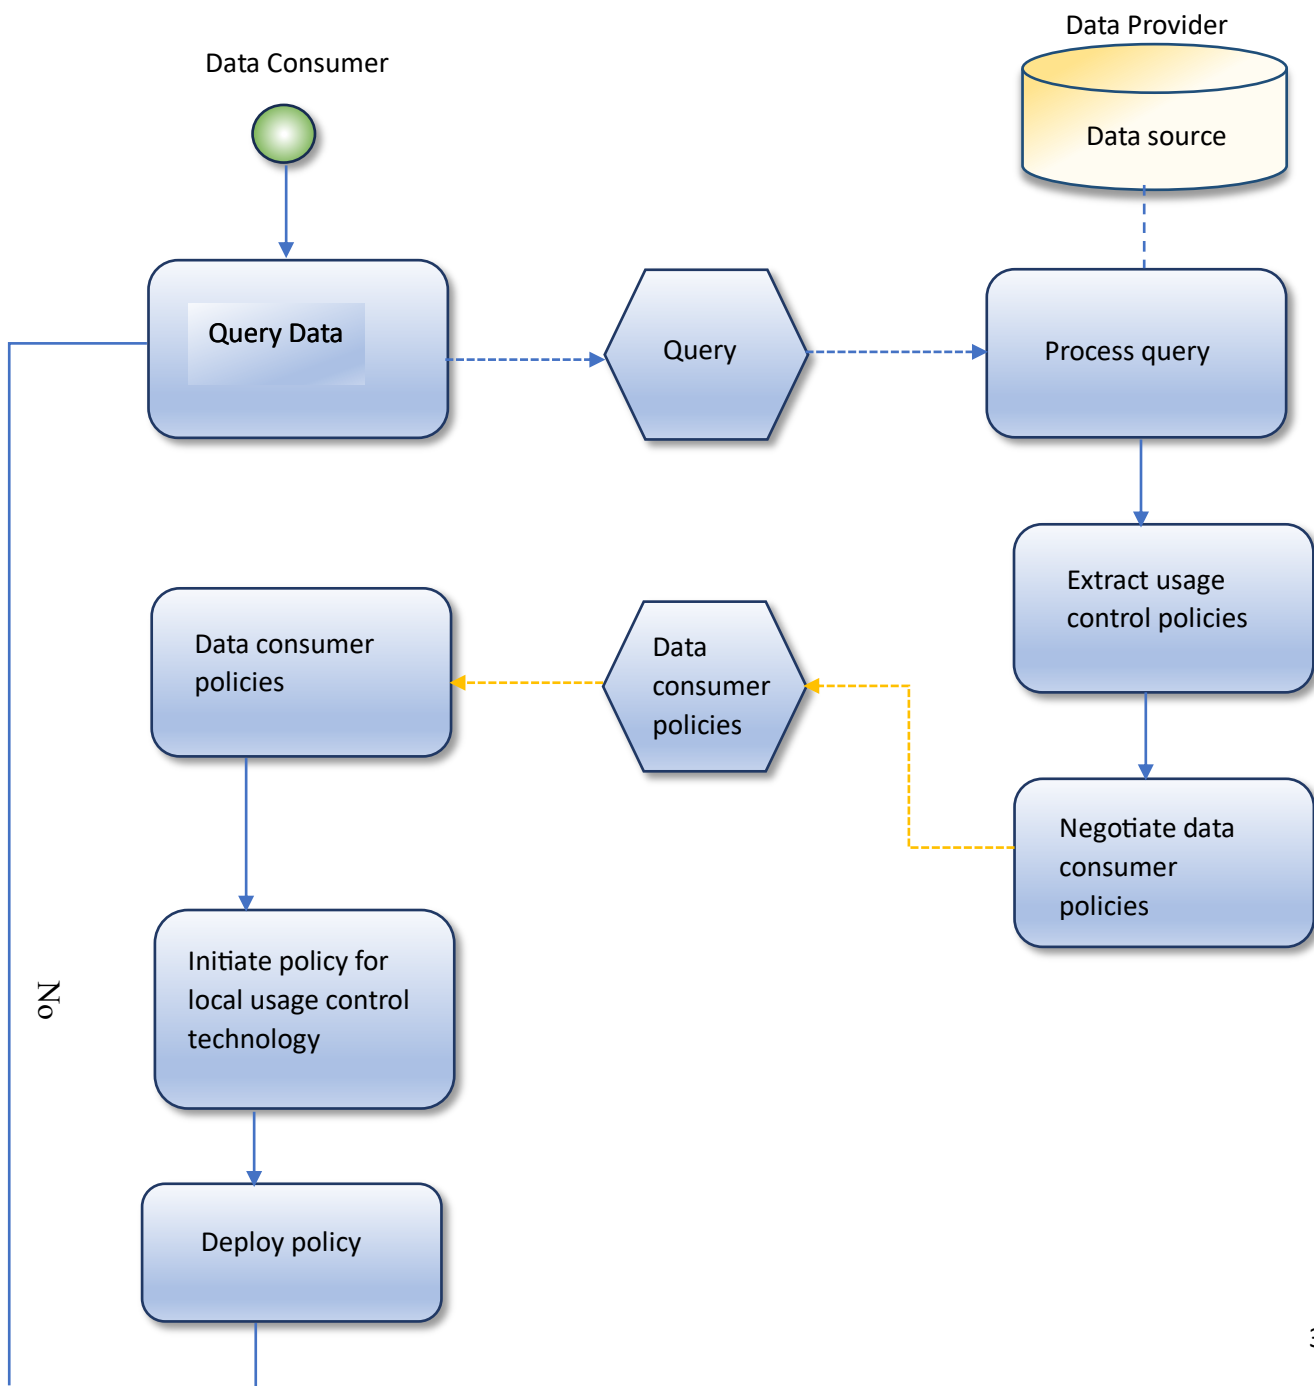 Data Provider
Data Consumer
Data source
Query Data
Query
Process query
Extract usage
control policies
Data consumer
policies
Data
consumer
policies
Negotiate data
consumer
policies
Initiate policy for
local usage control
technology
No
Deploy policy
3